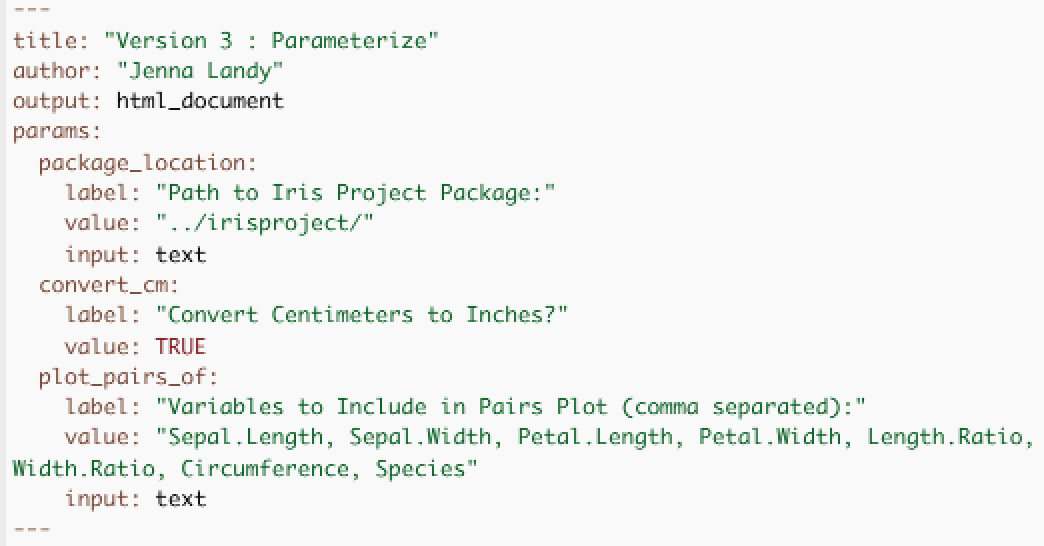 ---
title: "Version 3 : Parameterize"
author: "Jenna Landy"
output: html_document
params:
  package_location:
    label: "Path to Iris Project Package:"
    value: "../irisproject/"
    input: text
  convert_cm:
    label: "Convert Centimeters to Inches?"
    value: TRUE
  plot_pairs_of:
    label: "Variables to Include in Pairs Plot (comma separated):"
    value: "Sepal.Length, Sepal.Width, Petal.Length, Petal.Width, Length.Ratio,
Width.Ratio, Circumference, Species"
    input: text
---